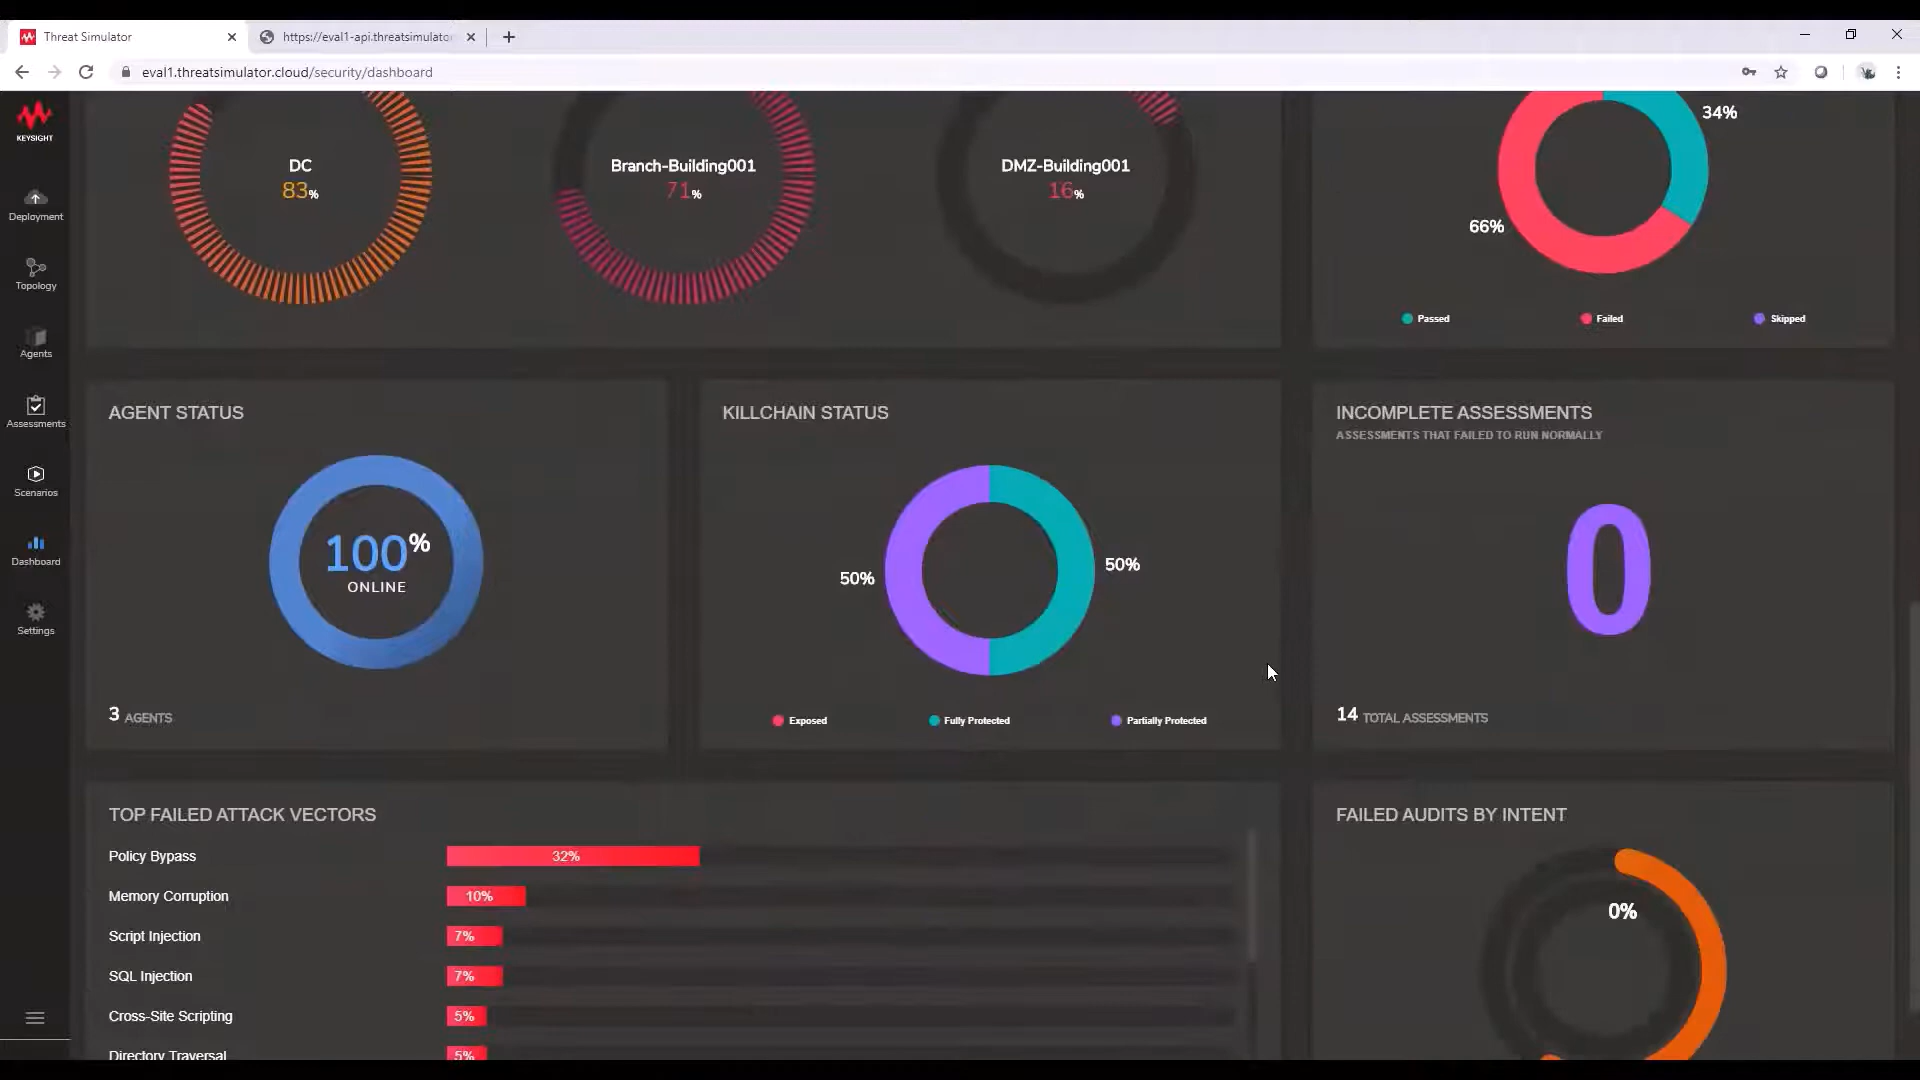 Threat Simulator
https://eval1-api.threatsimulator
eval1.threatsimulator.cloud/security/dashboard
KEYSIGHT
Deployment
Topology
Agents
Assessments
Scenarios
Dashboard
Settings
DC
83%
Branch-Building001
71%
DMZ-Building001
16%
34%
66%
Passed
Failed
Skipped
AGENT STATUS
100%
ONLINE
3 AGENTS
KILLCHAIN STATUS
50%
50%
Exposed
Fully Protected
Partially Protected
INCOMPLETE ASSESSMENTS
ASSESSMENTS THAT FAILED TO RUN NORMALLY
0
14 TOTAL ASSESSMENTS
TOP FAILED ATTACK VECTORS
Policy Bypass 32%
Memory Corruption 10%
Script Injection 7%
SQL Injection 7%
Cross-Site Scripting 5%
Directory Traversal 5%
FAILED AUDITS BY INTENT
0%